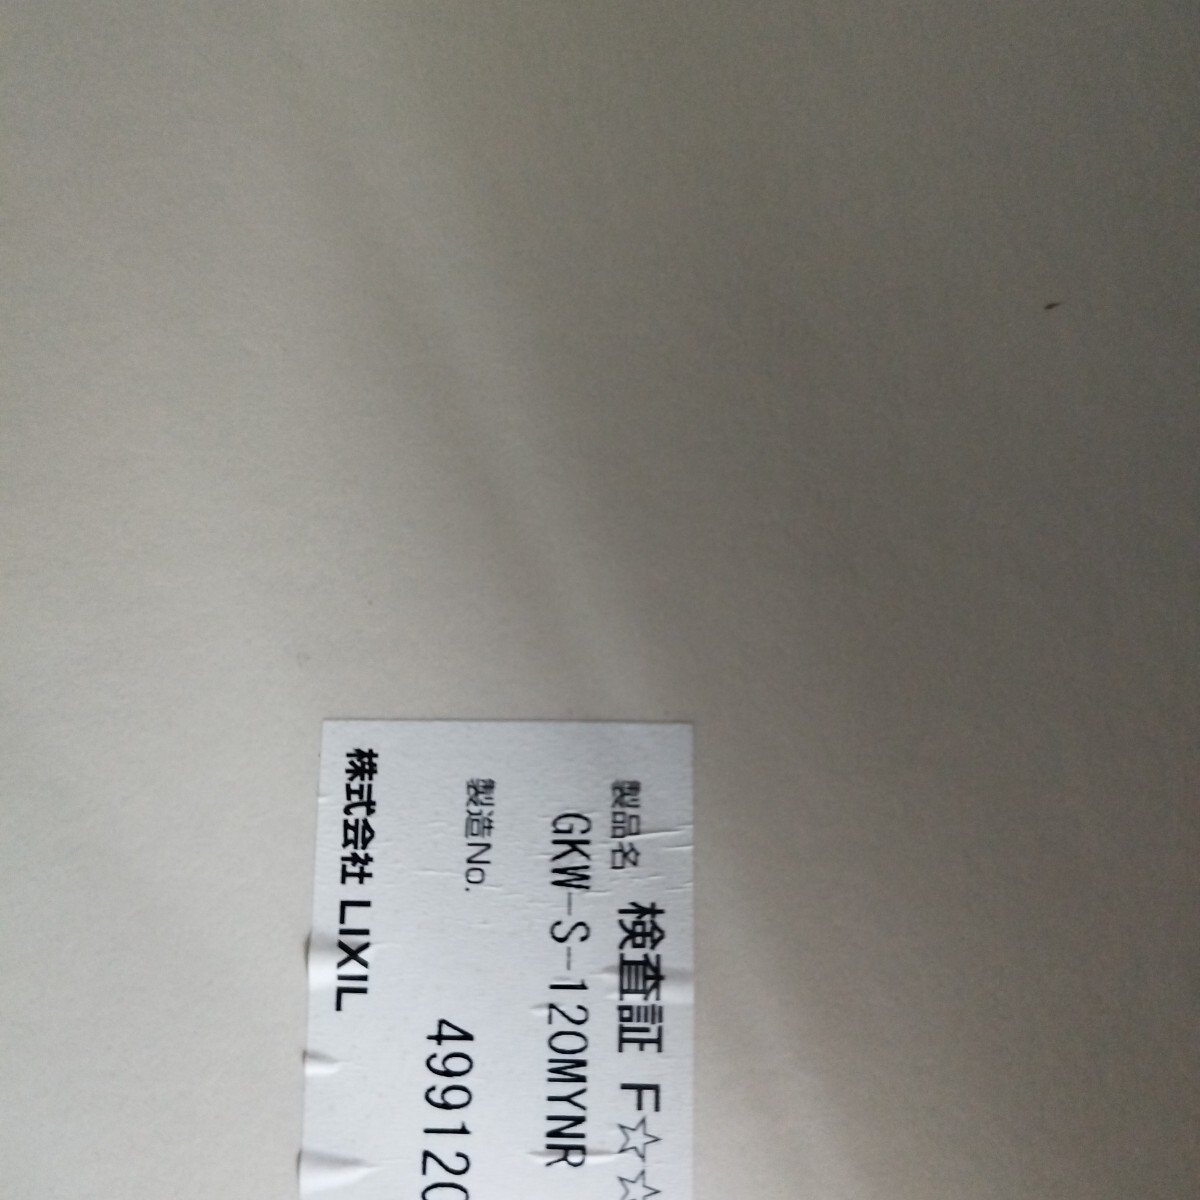 検査証 F☆☆
製品名
GKW-S-120MYNR
製造No.
499120
株式会社 LIXIL